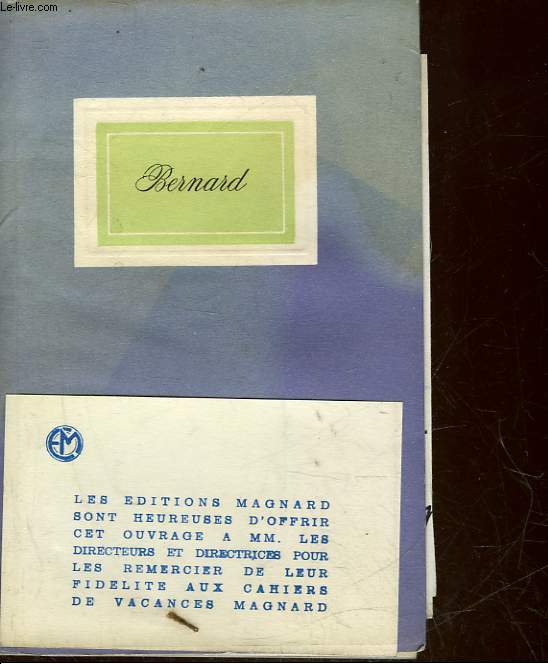 Le-livre.com
Bernard
EM
LES EDITIONS MAGNARD
SONT HEUREUSES D'OFFRIR
CET OUVRAGE A MM. LES
DIRECTEURS ET DIRECTRICES POUR
LES REMERCIER DE LEUR
FIDELITE AUX CAHIERS
DE VACANCES MAGNARD